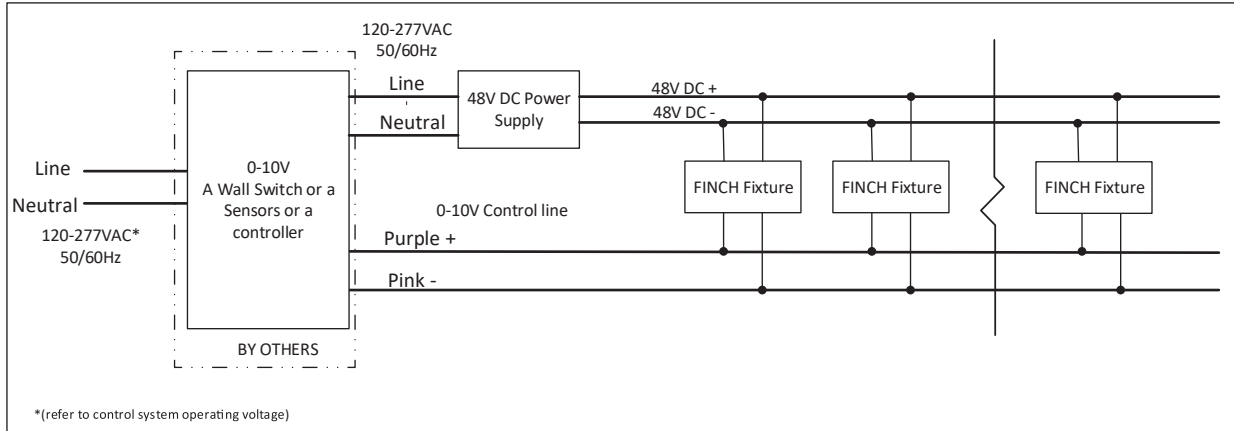 120-277VAC
50/60Hz
Line
Neutral
48V DC Power
Supply
48V DC +
48V DC -
Line
Neutral
120-277VAC*
50/60Hz
0-10V
A Wall Switch or a
Sensors or a
controller
FINCH Fixture
FINCH Fixture
FINCH Fixture
0-10V Control line
Purple +
Pink -
BY OTHERS
*(refer to control system operating voltage)